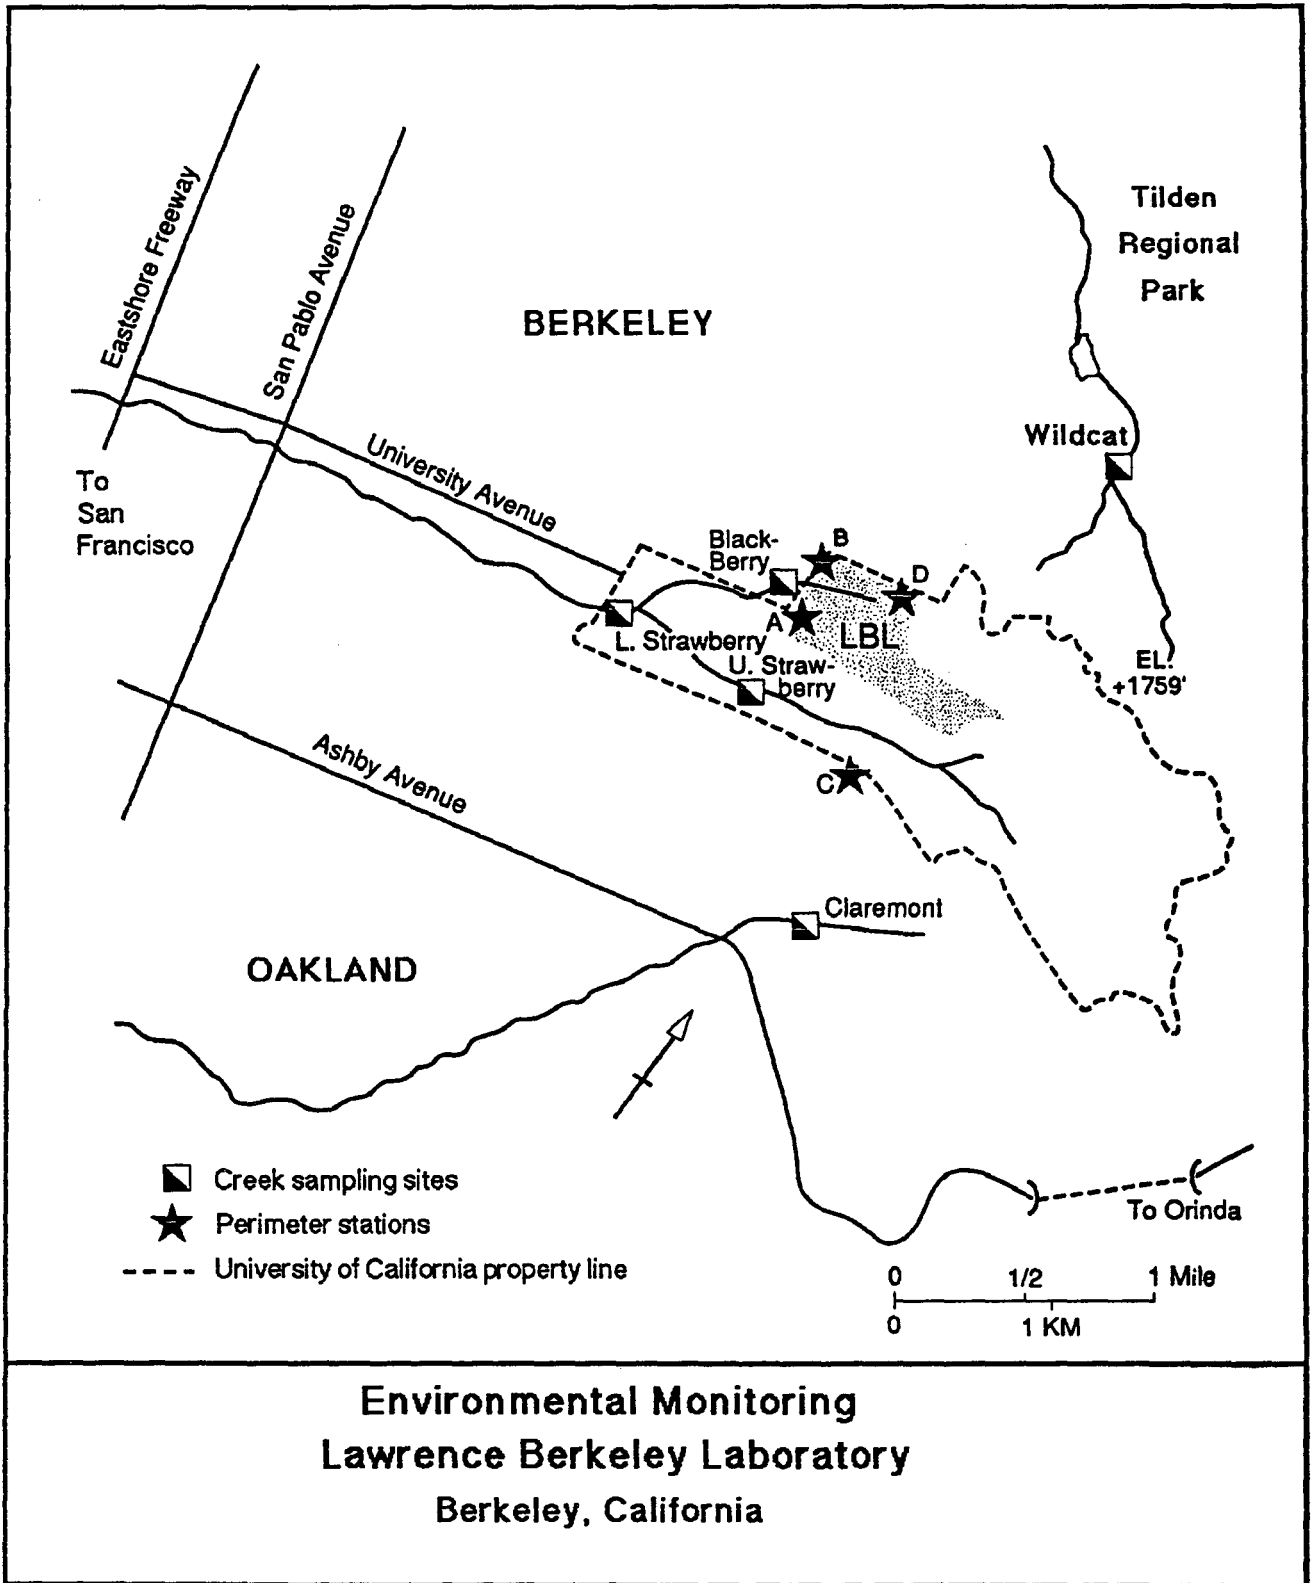 Eastshore Freeway
San Pablo Avenue
Tilden
Regional
Park
BERKELEY
Wildcat
University Avenue
To
San
Francisco
Black-
Berry
B
D
A
LBL
L. Strawberry
U. Straw-
berry
EL.
+1759'
C
Ashby Avenue
Claremont
OAKLAND
Creek sampling sites
Perimeter stations
University of California property line
To Orinda
0 1/2 1 Mile
0 1 KM
Environmental Monitoring
Lawrence Berkeley Laboratory
Berkeley, California